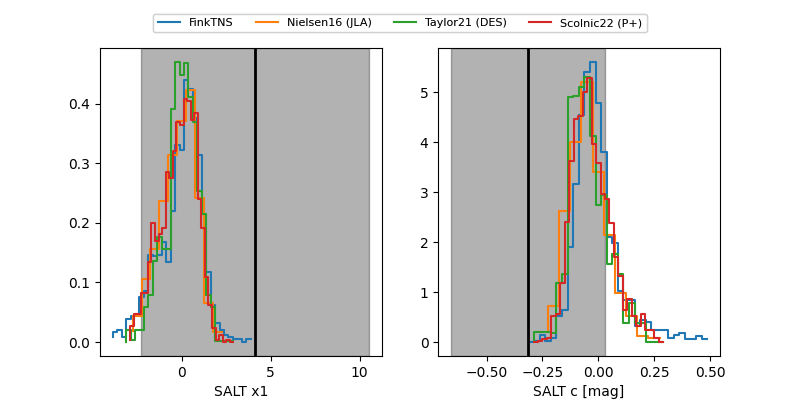 FinkTNS Nielsen16 (JLA) Taylor21 (DES) Scolnic22 (P+)
0.4
0.3
0.2
0.1
0.0
0 5 10
SALT x1
5
4
3
2
1
0
−0.50 −0.25 0.00 0.25 0.50
SALT c [mag]